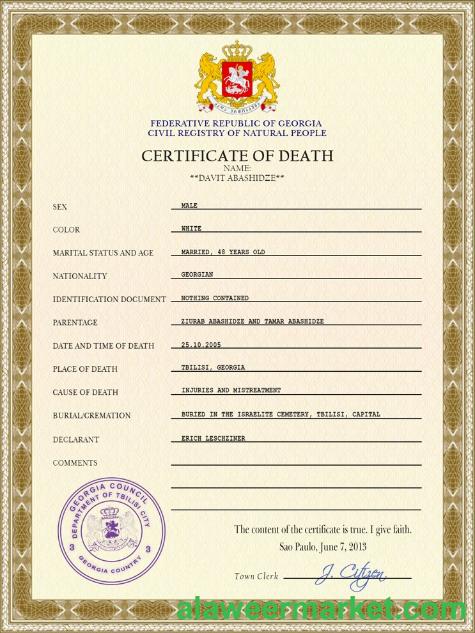 FEDERATIVE REPUBLIC OF GEORGIA
CIVIL REGISTRY OF NATURAL PEOPLE
CERTIFICATE OF DEATH
NAME:
**DAVIT ABASHIDZE**
SEX MALE
COLOR WHITE
MARITAL STATUS AND AGE MARRIED, 48 YEARS OLD
NATIONALITY GEORGIAN
IDENTIFICATION DOCUMENT NOTHING CONTAINED
PARENTAGE ZIURAB ABASHIDZE AND TAMAR ABASHIDZE
DATE AND TIME OF DEATH 25.10.2005
PLACE OF DEATH TBILISI, GEORGIA
CAUSE OF DEATH INJURIES AND MISTREATMENT
BURIAL/CREMATION BURIED IN THE ISRAELITE CEMETERY, TBILISI, CAPITAL
DECLARANT ERICH LESCHZINER
COMMENTS
GEORGIA COUNCIL
DEPARTMENT OF TBILISI CITY
3 3
GEORGIA COUNTRY
The content of the certificate is true. I give faith.
Sao Paulo, June 7, 2013
Town Clerk J. Citizen
alaweermarket.com